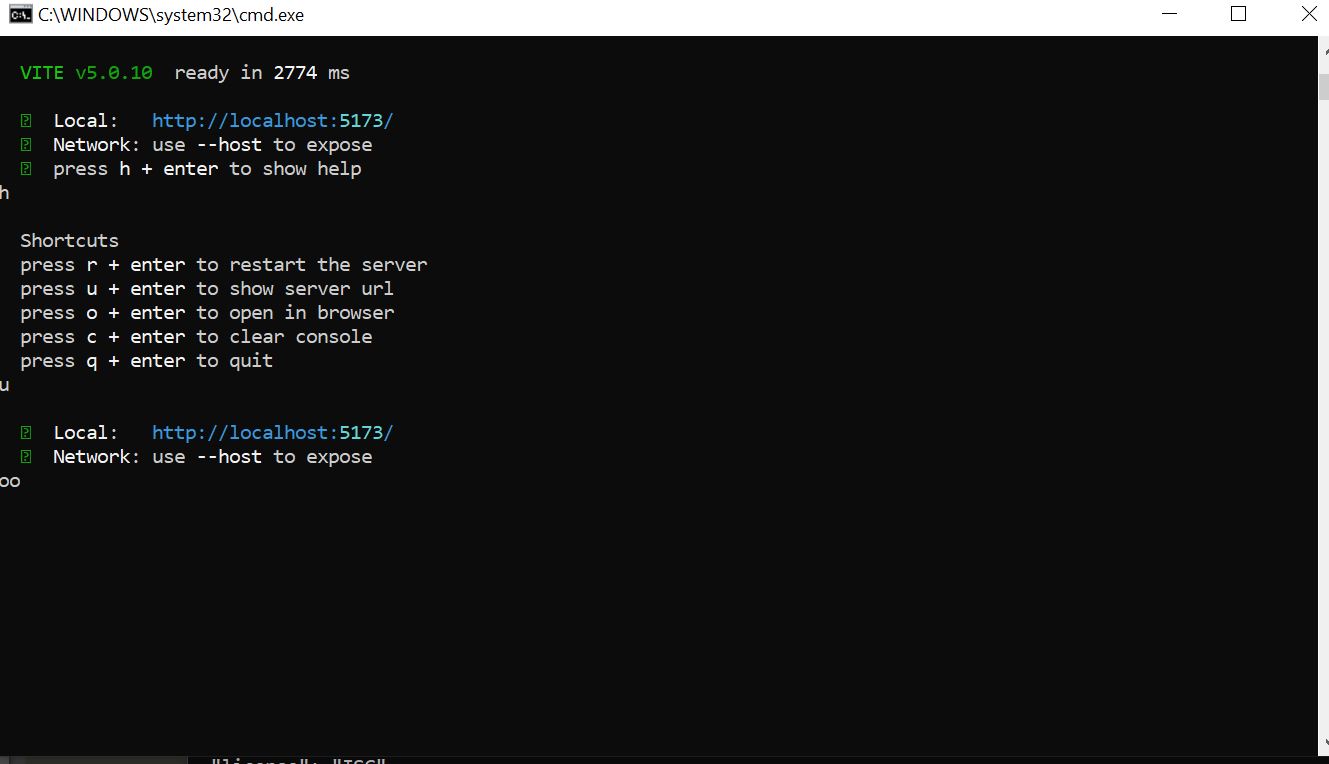 C:\WINDOWS\system32\cmd.exe
VITE v5.0.10  ready in 2774 ms
Local:   http://localhost:5173/
Network: use --host to expose
press h + enter to show help
h
Shortcuts
press r + enter to restart the server
press u + enter to show server url
press o + enter to open in browser
press c + enter to clear console
press q + enter to quit
u
Local:   http://localhost:5173/
Network: use --host to expose
oo
"license": "ISC"